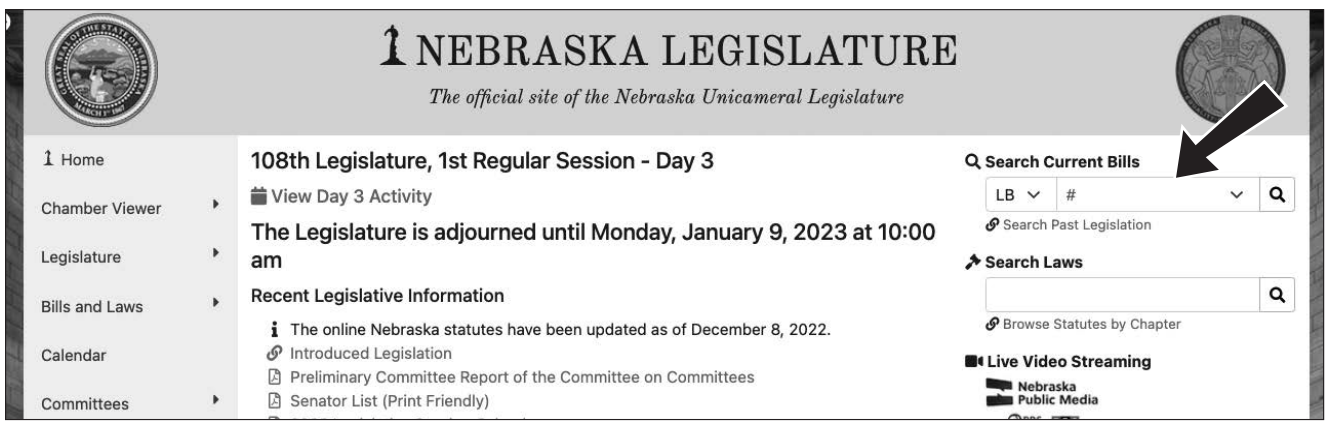 NEBRASKA LEGISLATURE
The official site of the Nebraska Unicameral Legislature
Home
Chamber Viewer
Legislature
Bills and Laws
Calendar
Committees
108th Legislature, 1st Regular Session - Day 3
View Day 3 Activity
The Legislature is adjourned until Monday, January 9, 2023 at 10:00
am
Recent Legislative Information
The online Nebraska statutes have been updated as of December 8, 2022.
Introduced Legislation
Preliminary Committee Report of the Committee on Committees
Senator List (Print Friendly)
Search Current Bills
LB #
Search Past Legislation
Search Laws
Browse Statutes by Chapter
Live Video Streaming
Nebraska
Public Media